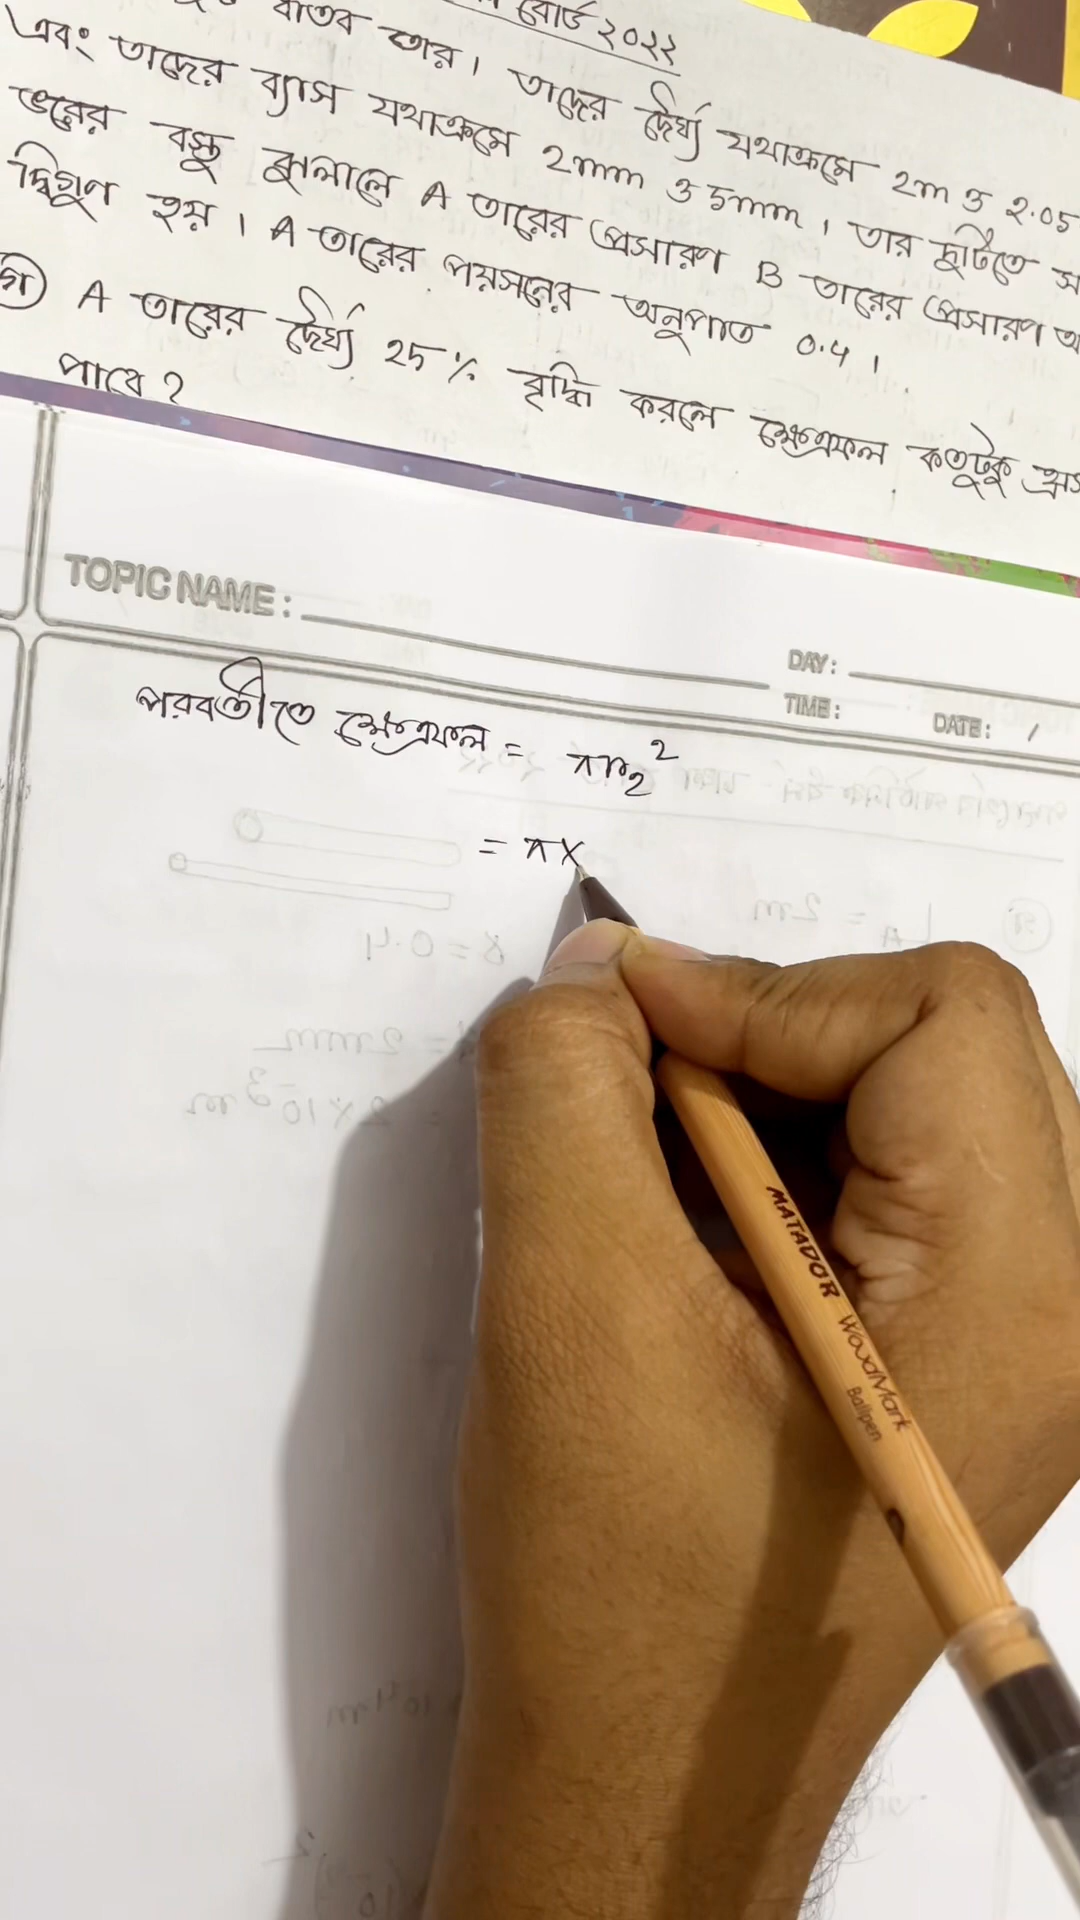 বোর্ড ২০২২
তার। তাদের দৈর্ঘ্য যথাক্রমে 2m ও 2.05
এবং তাদের ব্যাস যথাক্রমে 2mm ও 5mm। তার দুটিতে স
ভরের বস্তু ঝুলালে A তারের প্রসারণ B তারের প্রসারণ
দ্বিগুণ হয়। A তারের পয়সনের অনুপাত 0.4।
গ A তারের দৈর্ঘ্য 25% বৃদ্ধি করলে ক্ষেত্রফল কতটুকু
পাবে?
TOPIC NAME:
DAY:
TIME: DATE: /
পরবর্তীতে ক্ষেত্রফল = πr₂²
= π×
MATADOR WoodMark
Ballpen